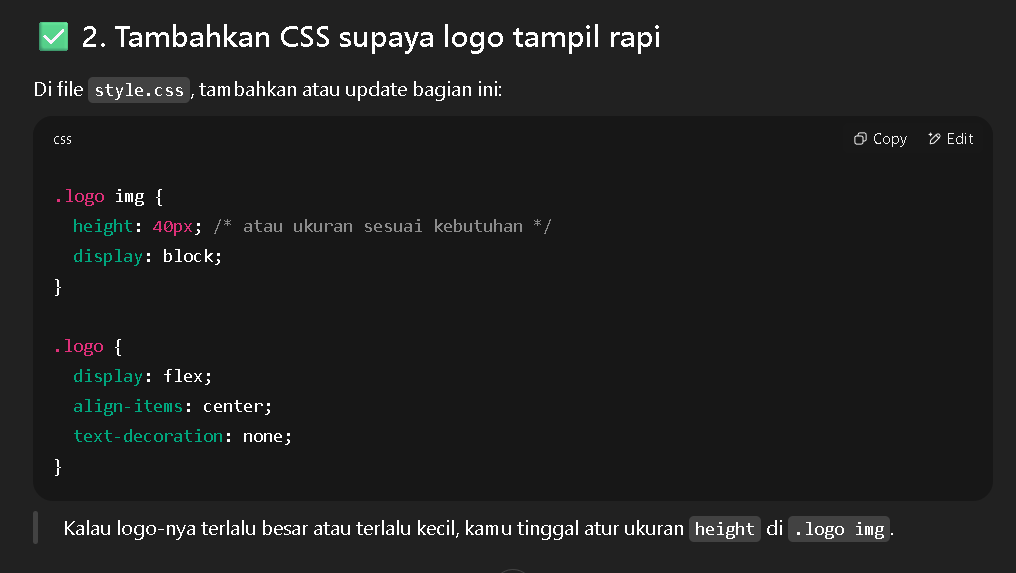 ✅ 2. Tambahkan CSS supaya logo tampil rapi
Di file style.css, tambahkan atau update bagian ini:
css
Copy
Edit
.logo img {
  height: 40px; /* atau ukuran sesuai kebutuhan */
  display: block;
}
.logo {
  display: flex;
  align-items: center;
  text-decoration: none;
}
Kalau logo-nya terlalu besar atau terlalu kecil, kamu tinggal atur ukuran height di .logo img.